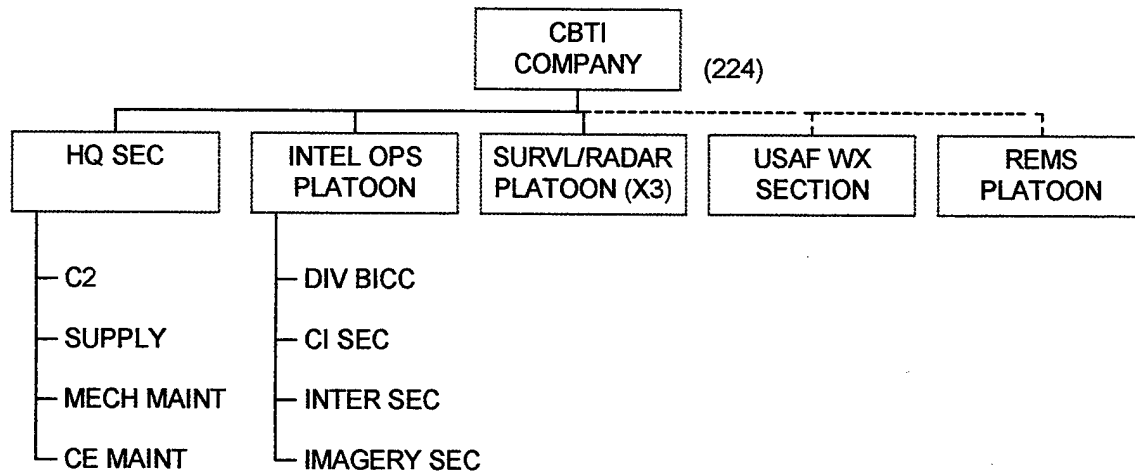 CBTI
COMPANY
(224)
HQ SEC
INTEL OPS
PLATOON
SURVL/RADAR
PLATOON (X3)
USAF WX
SECTION
REMS
PLATOON
C2
SUPPLY
MECH MAINT
CE MAINT
DIV BICC
CI SEC
INTER SEC
IMAGERY SEC